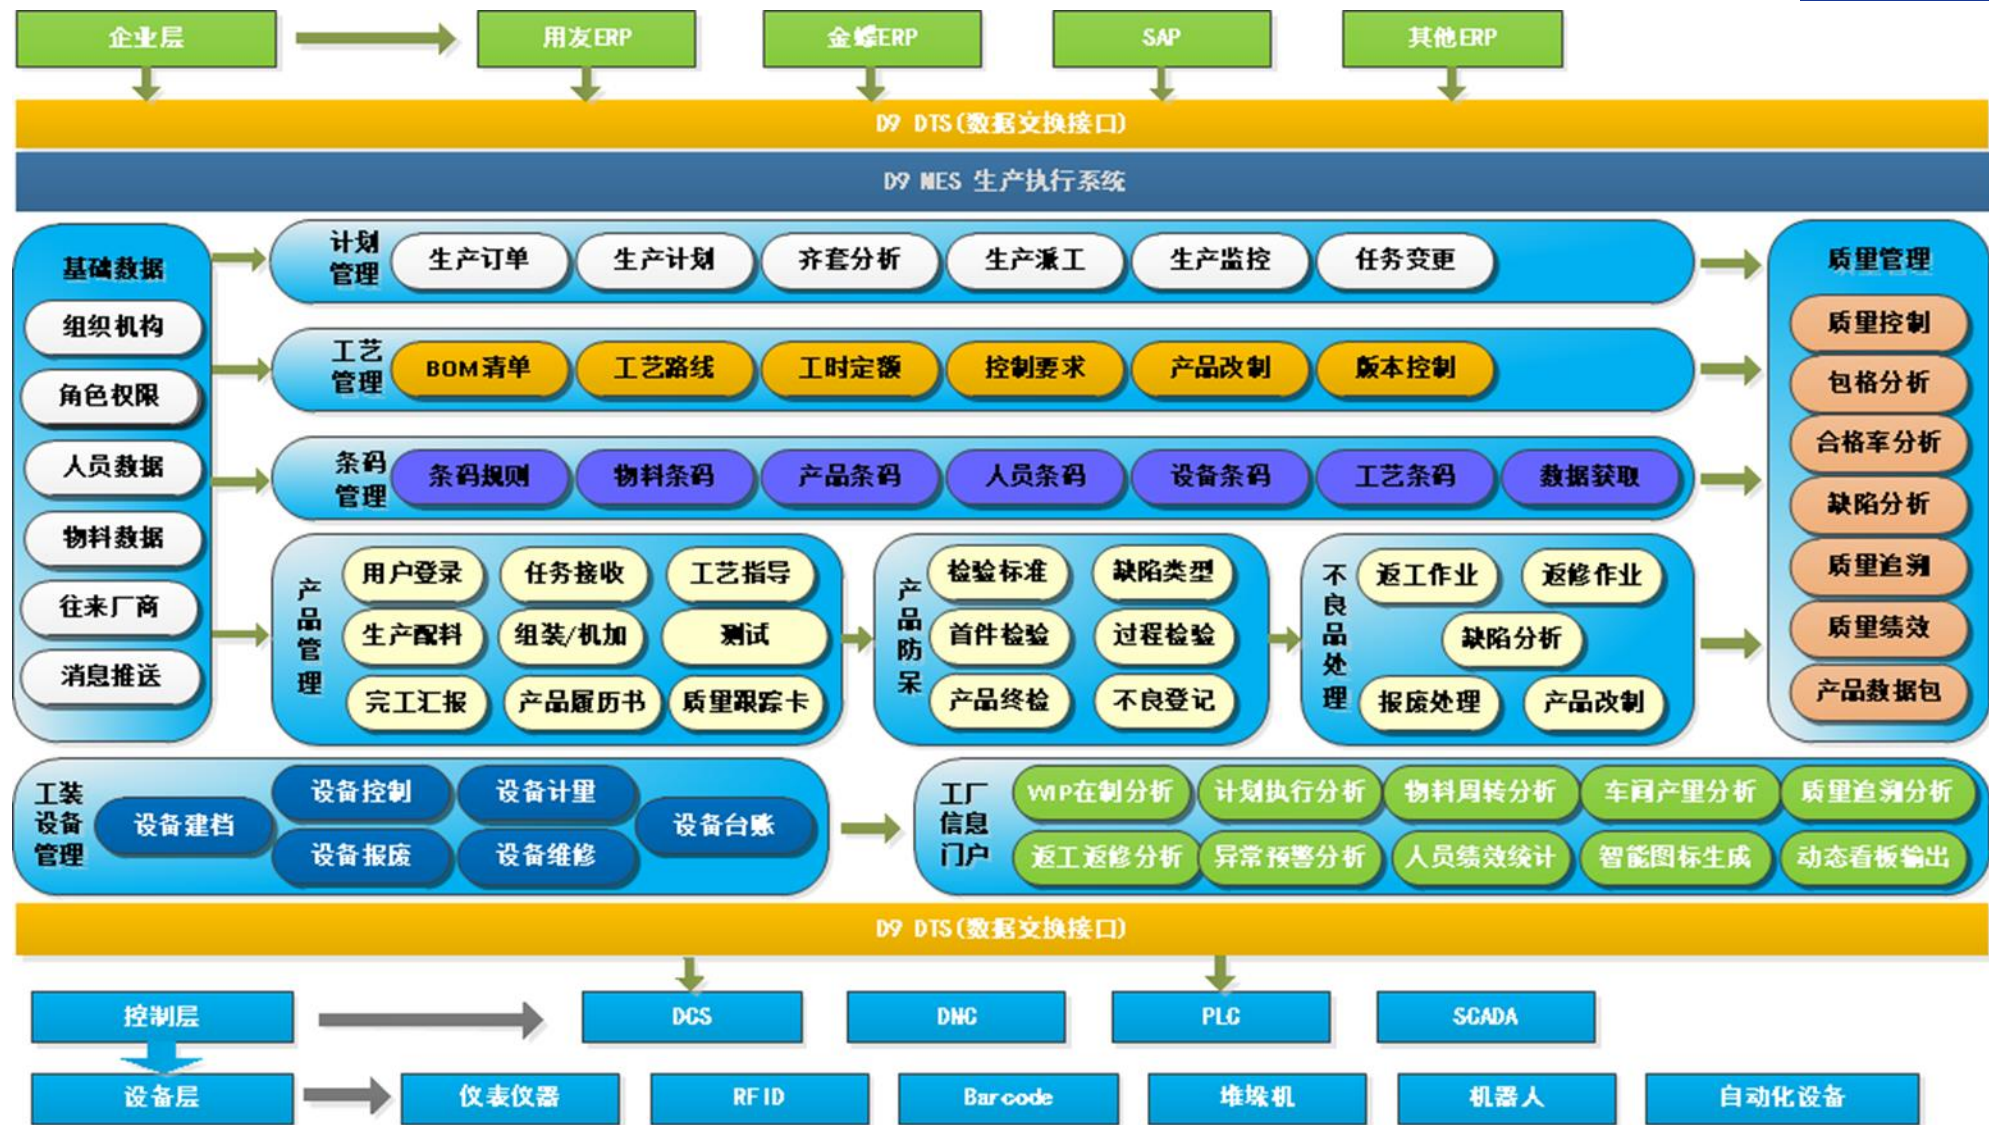 企业层
用友ERP
金蝶ERP
SAP
其他ERP
D9 DTS(数据交换接口)
D9 MES 生产执行系统
基础数据
组织机构
角色权限
人员数据
物料数据
往来厂商
消息推送
计划
管理
生产订单
生产计划
齐套分析
生产派工
生产监控
任务变更
工艺
管理
BOM清单
工艺路线
工时定额
控制要求
产品改制
版本控制
条码
管理
条码规则
物料条码
产品条码
人员条码
设备条码
工艺条码
数据获取
产品管理
用户登录
任务接收
工艺指导
生产配料
组装/机加
测试
完工汇报
产品履历书
质量跟踪卡
产品防呆
检验标准
缺陷类型
首件检验
过程检验
产品终检
不良登记
不良品处理
返工作业
返修作业
缺陷分析
报废处理
产品改制
质量管理
质量控制
包格分析
合格率分析
缺陷分析
质量追溯
质量绩效
产品数据包
工装
设备
管理
设备建档
设备控制
设备计量
设备报废
设备维修
设备台账
工厂
信息
门户
WIP在制分析
计划执行分析
物料周转分析
车间产量分析
质量追溯分析
返工返修分析
异常预警分析
人员绩效统计
智能图标生成
动态看板输出
D9 DTS(数据交换接口)
控制层
DCS
DNC
PLC
SCADA
设备层
仪表仪器
RFID
Barcode
堆垛机
机器人
自动化设备